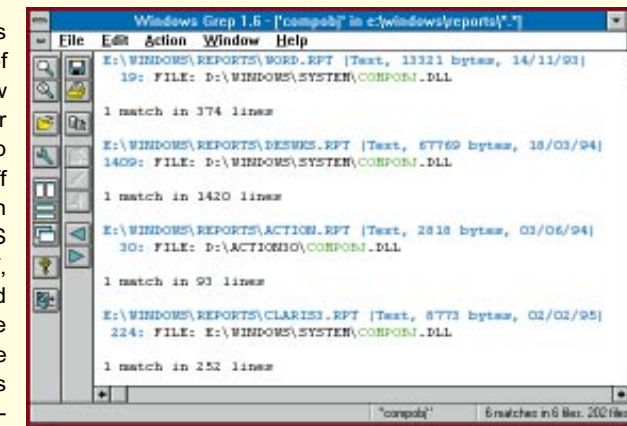 Windows Grep 1.6 - ["compobj" in e:\windows\reports\*.*]
File Edit Action Window Help
E:\WINDOWS\REPORTS\WORD.RPT [Text, 13321 bytes, 14/11/93]
19: FILE: D:\WINDOWS\SYSTEM\COMPOBJ.DLL
1 match in 374 lines
E:\WINDOWS\REPORTS\DESWKS.RPT [Text, 67769 bytes, 18/03/94]
1409: FILE: D:\WINDOWS\SYSTEM\COMPOBJ.DLL
1 match in 1420 lines
E:\WINDOWS\REPORTS\ACTION.RPT [Text, 2818 bytes, 03/06/94]
30: FILE: D:\ACTION30\COMPOBJ.DLL
1 match in 93 lines
E:\WINDOWS\REPORTS\CLARIS3.RPT [Text, 8773 bytes, 02/02/95]
224: FILE: E:\WINDOWS\SYSTEM\COMPOBJ.DLL
1 match in 252 lines
"compobj" 6 matches in 6 files. 202 files